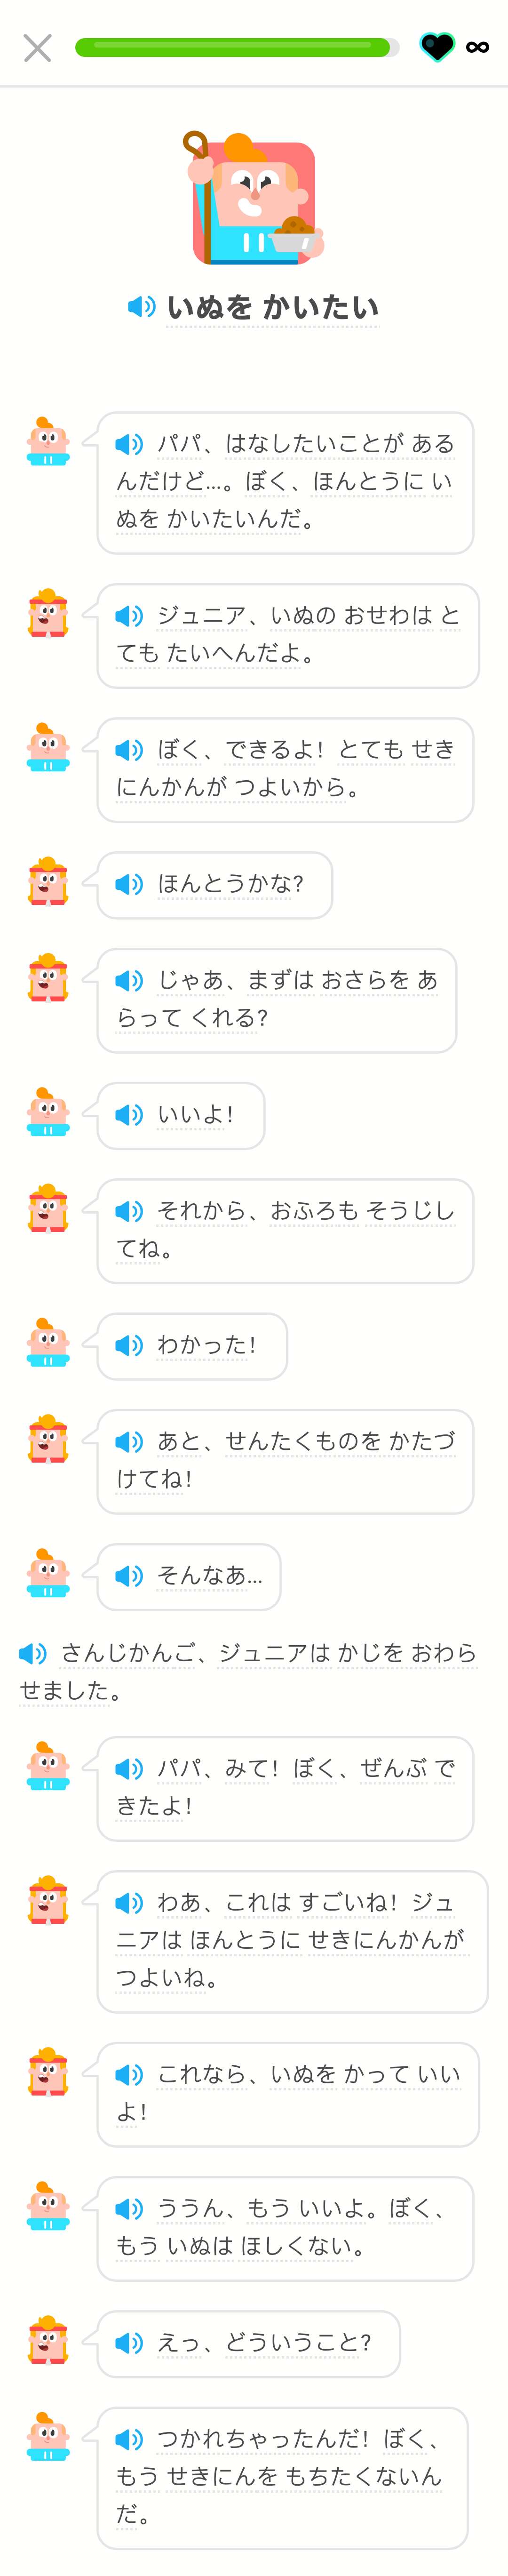 ∞
いぬを かいたい
パパ、はなしたいことが ある
んだけど…。ぼく、ほんとうに い
ぬを かいたいんだ。
ジュニア、いぬの おせわは と
ても たいへんだよ。
ぼく、できるよ! とても せき
にんかんが つよいから。
ほんとうかな?
じゃあ、まずは おさらを あ
らって くれる?
いいよ!
それから、おふろも そうじし
てね。
わかった!
あと、せんたくものを かたづ
けてね!
そんなあ…
さんじかんご、ジュニアは かじを おわら
せました。
パパ、みて! ぼく、ぜんぶ で
きたよ!
わあ、これは すごいね! ジュ
ニアは ほんとうに せきにんかんが
つよいね。
これなら、いぬを かって いい
よ!
ううん、もう いいよ。ぼく、
もう いぬは ほしくない。
えっ、どういうこと?
つかれちゃったんだ! ぼく、
もう せきにんを もちたくないん
だ。